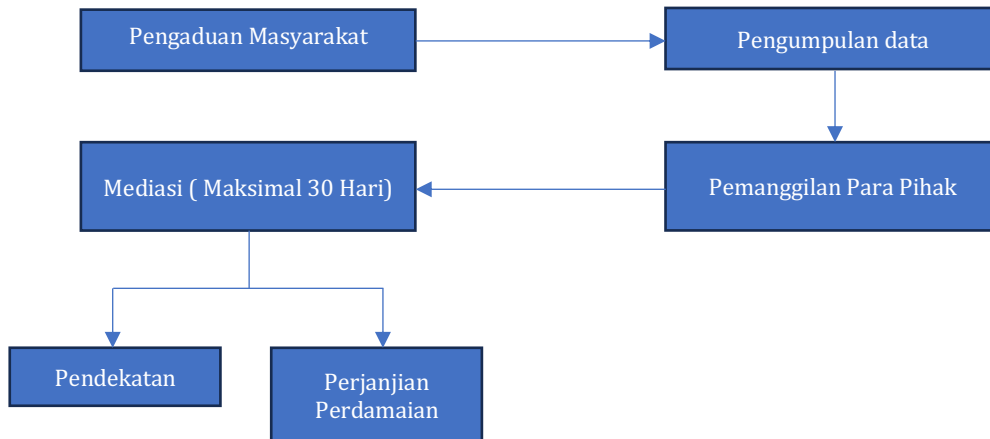 Pengaduan Masyarakat
Pengumpulan data
Pemanggilan Para Pihak
Mediasi ( Maksimal 30 Hari)
Pendekatan
Perjanjian
Perdamaian